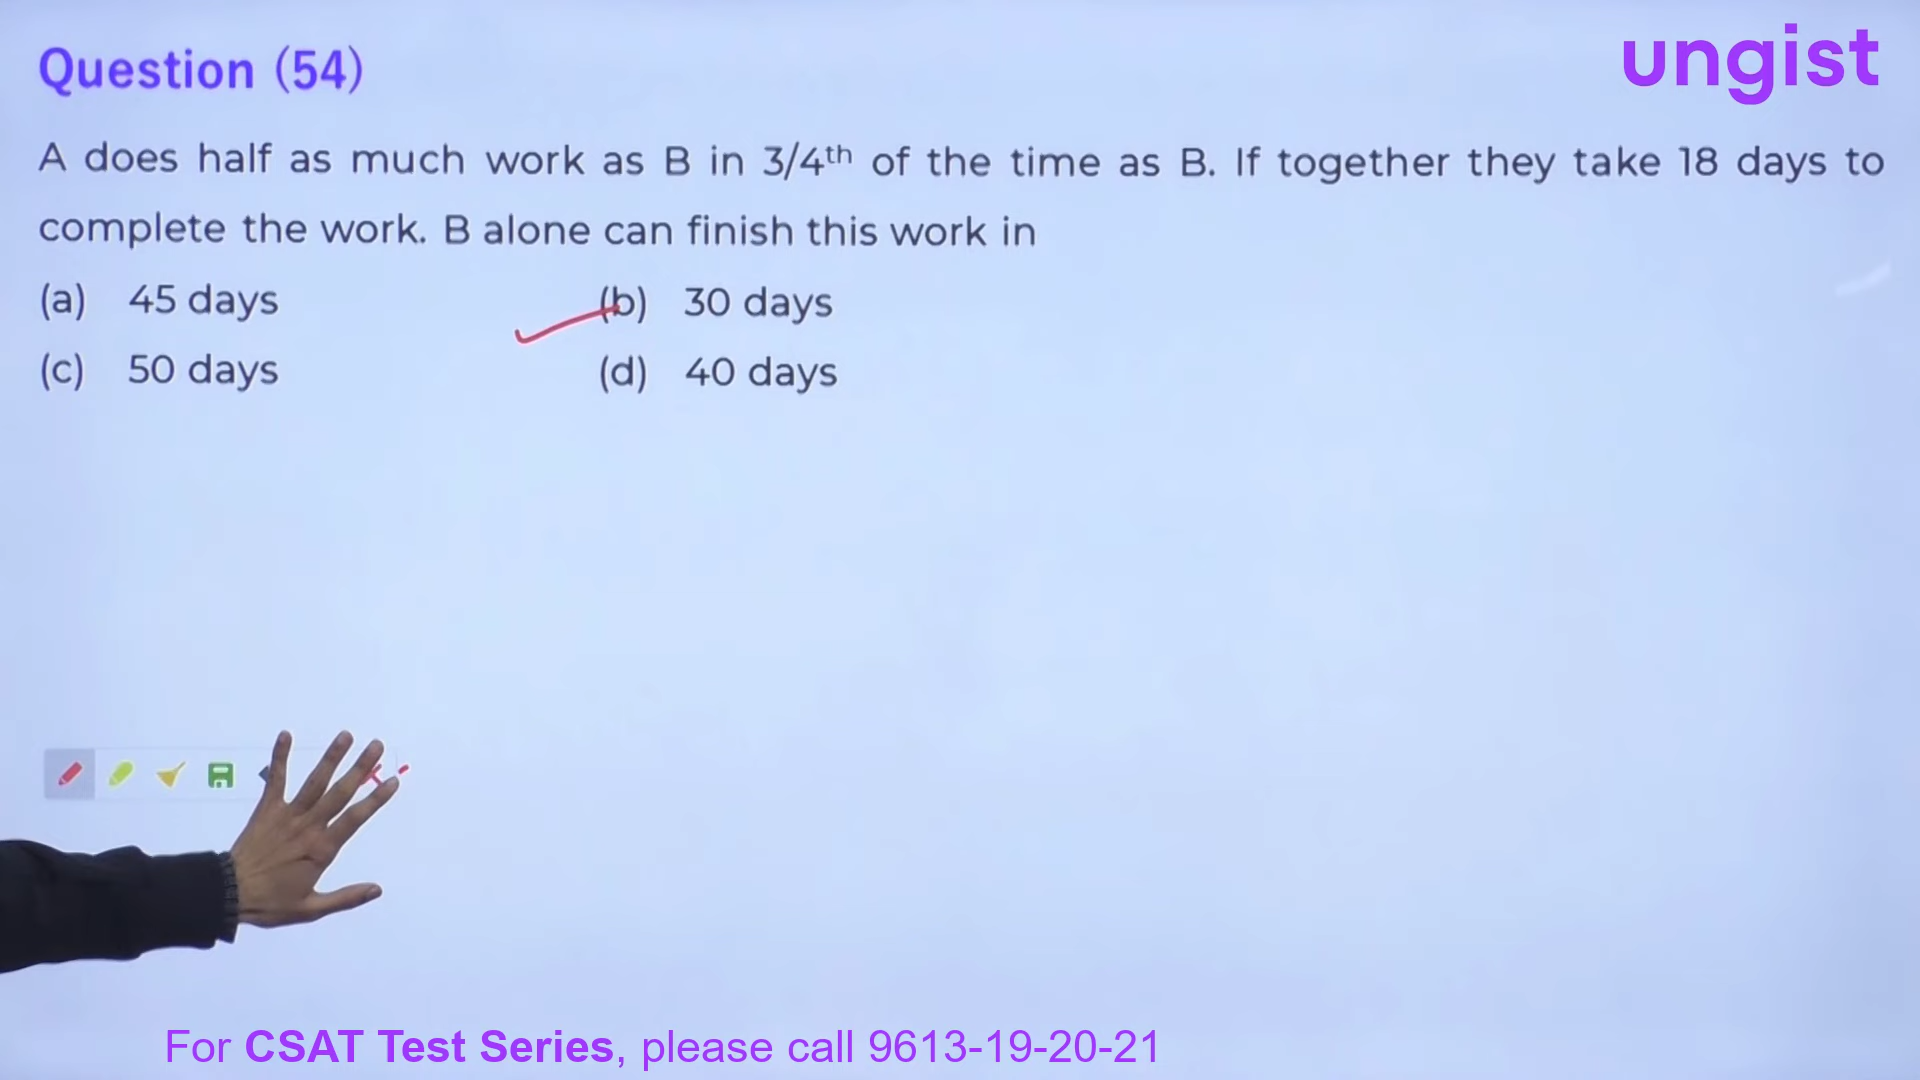 Question (54)
ungist
A does half as much work as B in 3/4th of the time as B. If together they take 18 days to
complete the work. B alone can finish this work in
(a) 45 days (b) 30 days
(c) 50 days (d) 40 days
For CSAT Test Series, please call 9613-19-20-21